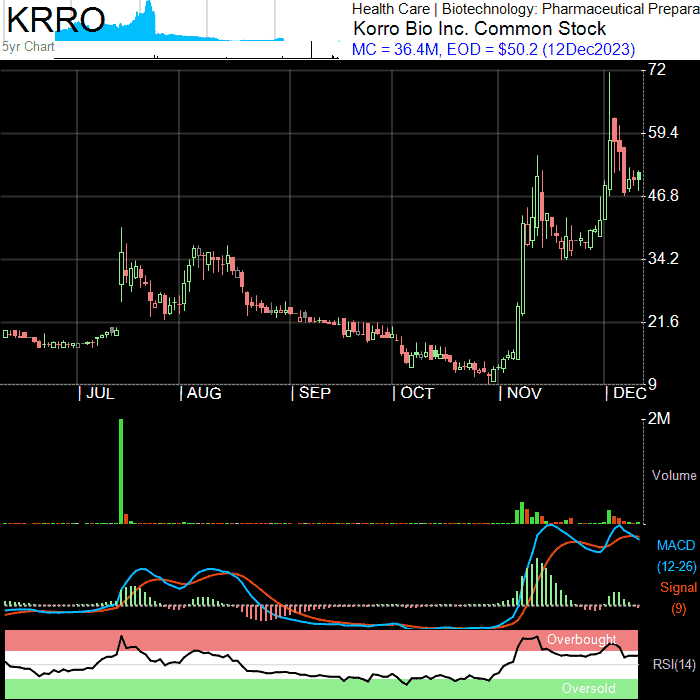 KRRO
5yr Chart
Health Care | Biotechnology: Pharmaceutical Prepara
Korro Bio Inc. Common Stock
MC = 36.4M, EOD = $50.2 (12Dec2023)
72
59.4
46.8
34.2
21.6
9
| JUL | AUG | SEP | OCT | NOV | DEC
2M
Volume
MACD
(12-26)
Signal
(9)
Overbought
RSI(14)
Oversold